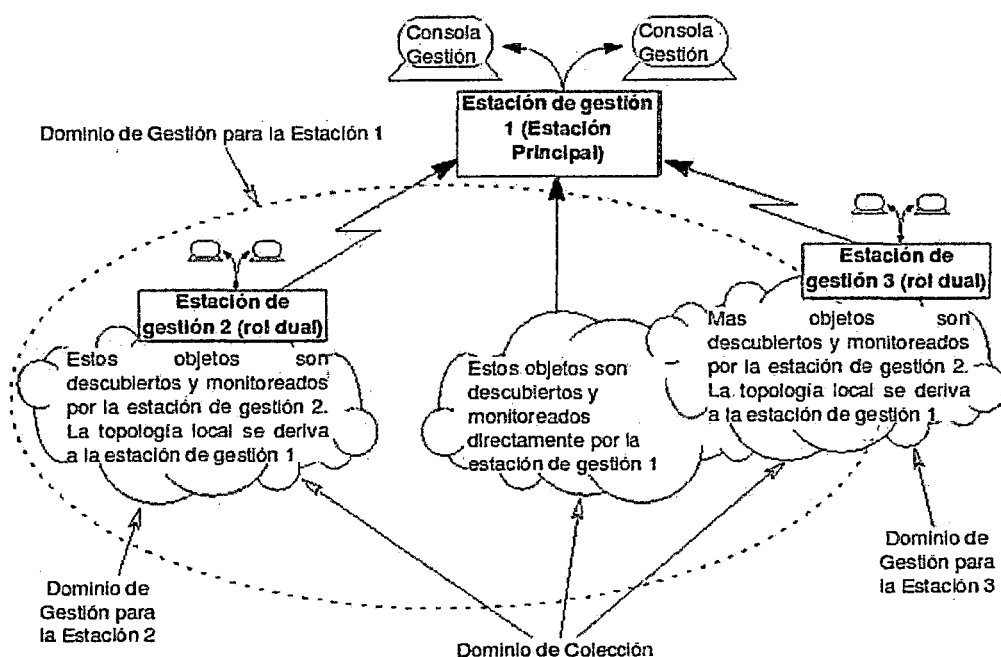 Consola
Gestión
Consola
Gestión
Estación de gestión
1 (Estación
Principal)
Dominio de Gestión para la Estación 1
Estación de
gestión 2 (rol dual)
Estación de
gestión 3 (rol dual)
Estos objetos son
descubiertos y monitoreados
por la estación de gestión 2.
La topología local se deriva
a la estación de gestión 1
Estos objetos son
descubiertos y
monitoreados
directamente por la
estación de gestión 1
Mas objetos son
descubiertos y monitoreados
por la estación de gestión 2.
La topología local se deriva
a la estación de gestión 1
Dominio de
Gestión para
la Estación 2
Dominio de Colección
Dominio de
Gestión para
la Estación 3